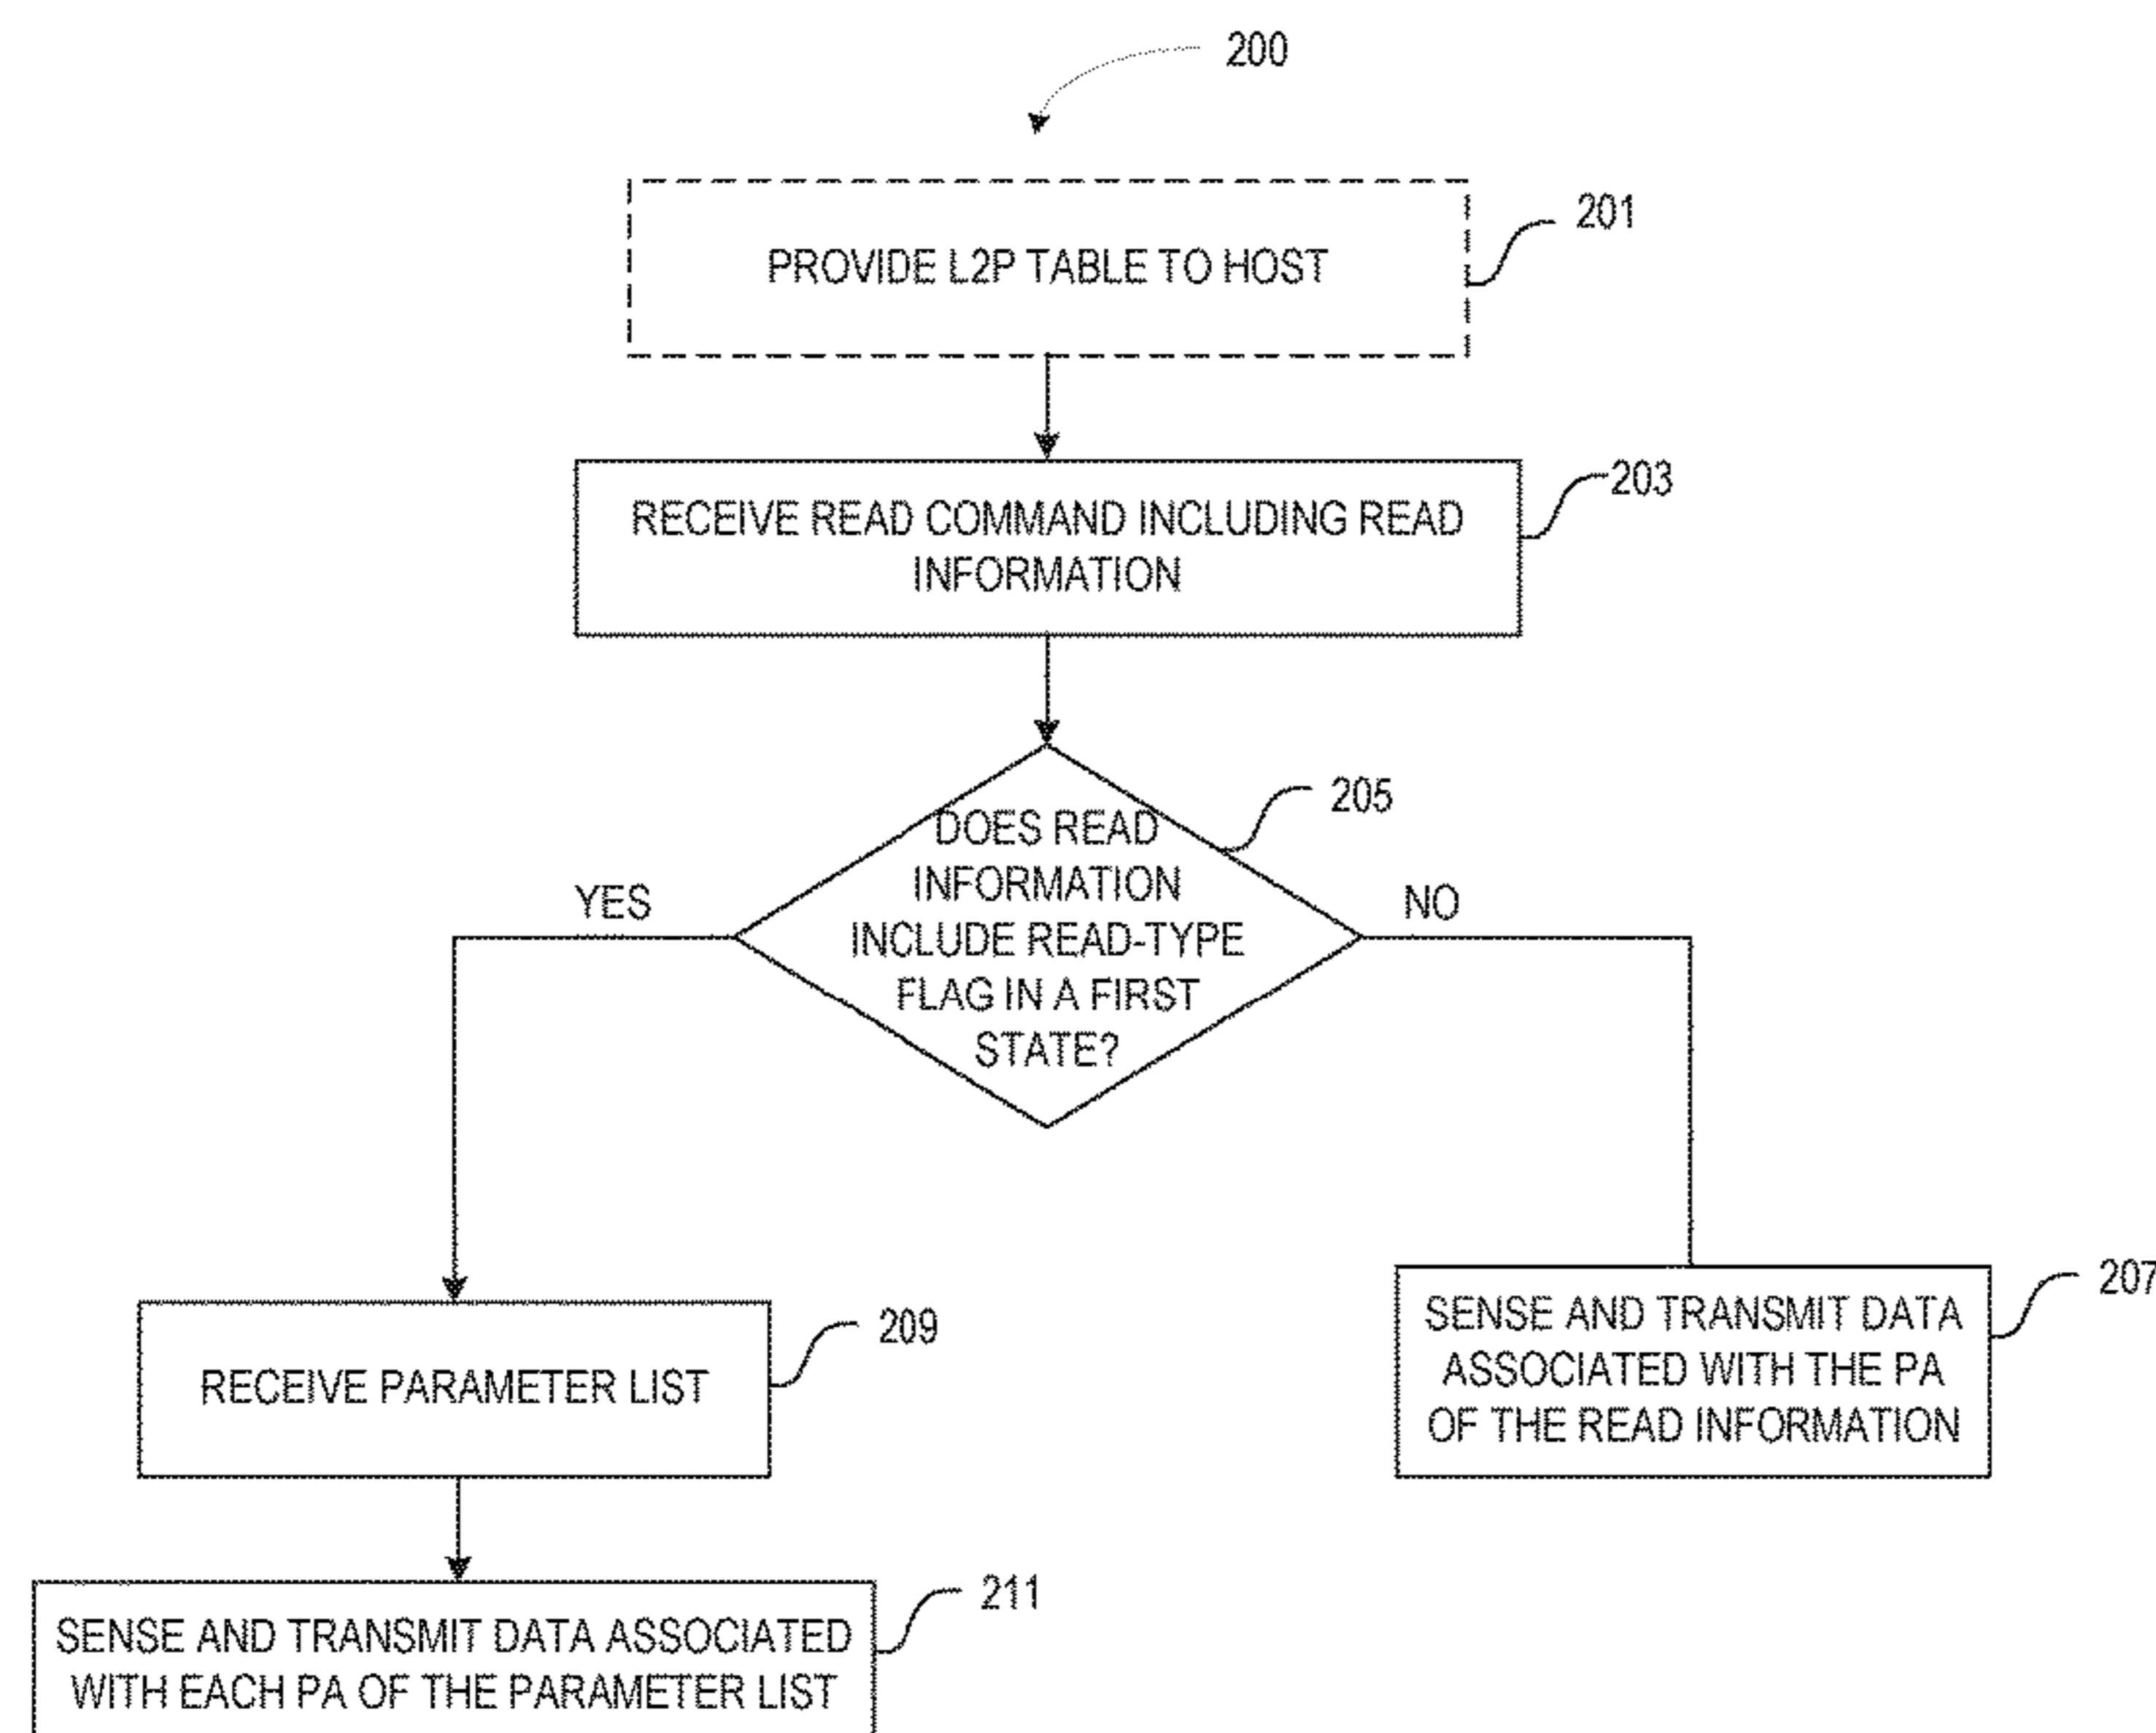 200
201
PROVIDE L2P TABLE TO HOST
203
RECEIVE READ COMMAND INCLUDING READ
INFORMATION
205
DOES READ
INFORMATION
INCLUDE READ-TYPE
FLAG IN A FIRST
STATE?
YES
NO
207
SENSE AND TRANSMIT DATA
ASSOCIATED WITH THE PA
OF THE READ INFORMATION
209
RECEIVE PARAMETER LIST
211
SENSE AND TRANSMIT DATA ASSOCIATED
WITH EACH PA OF THE PARAMETER LIST